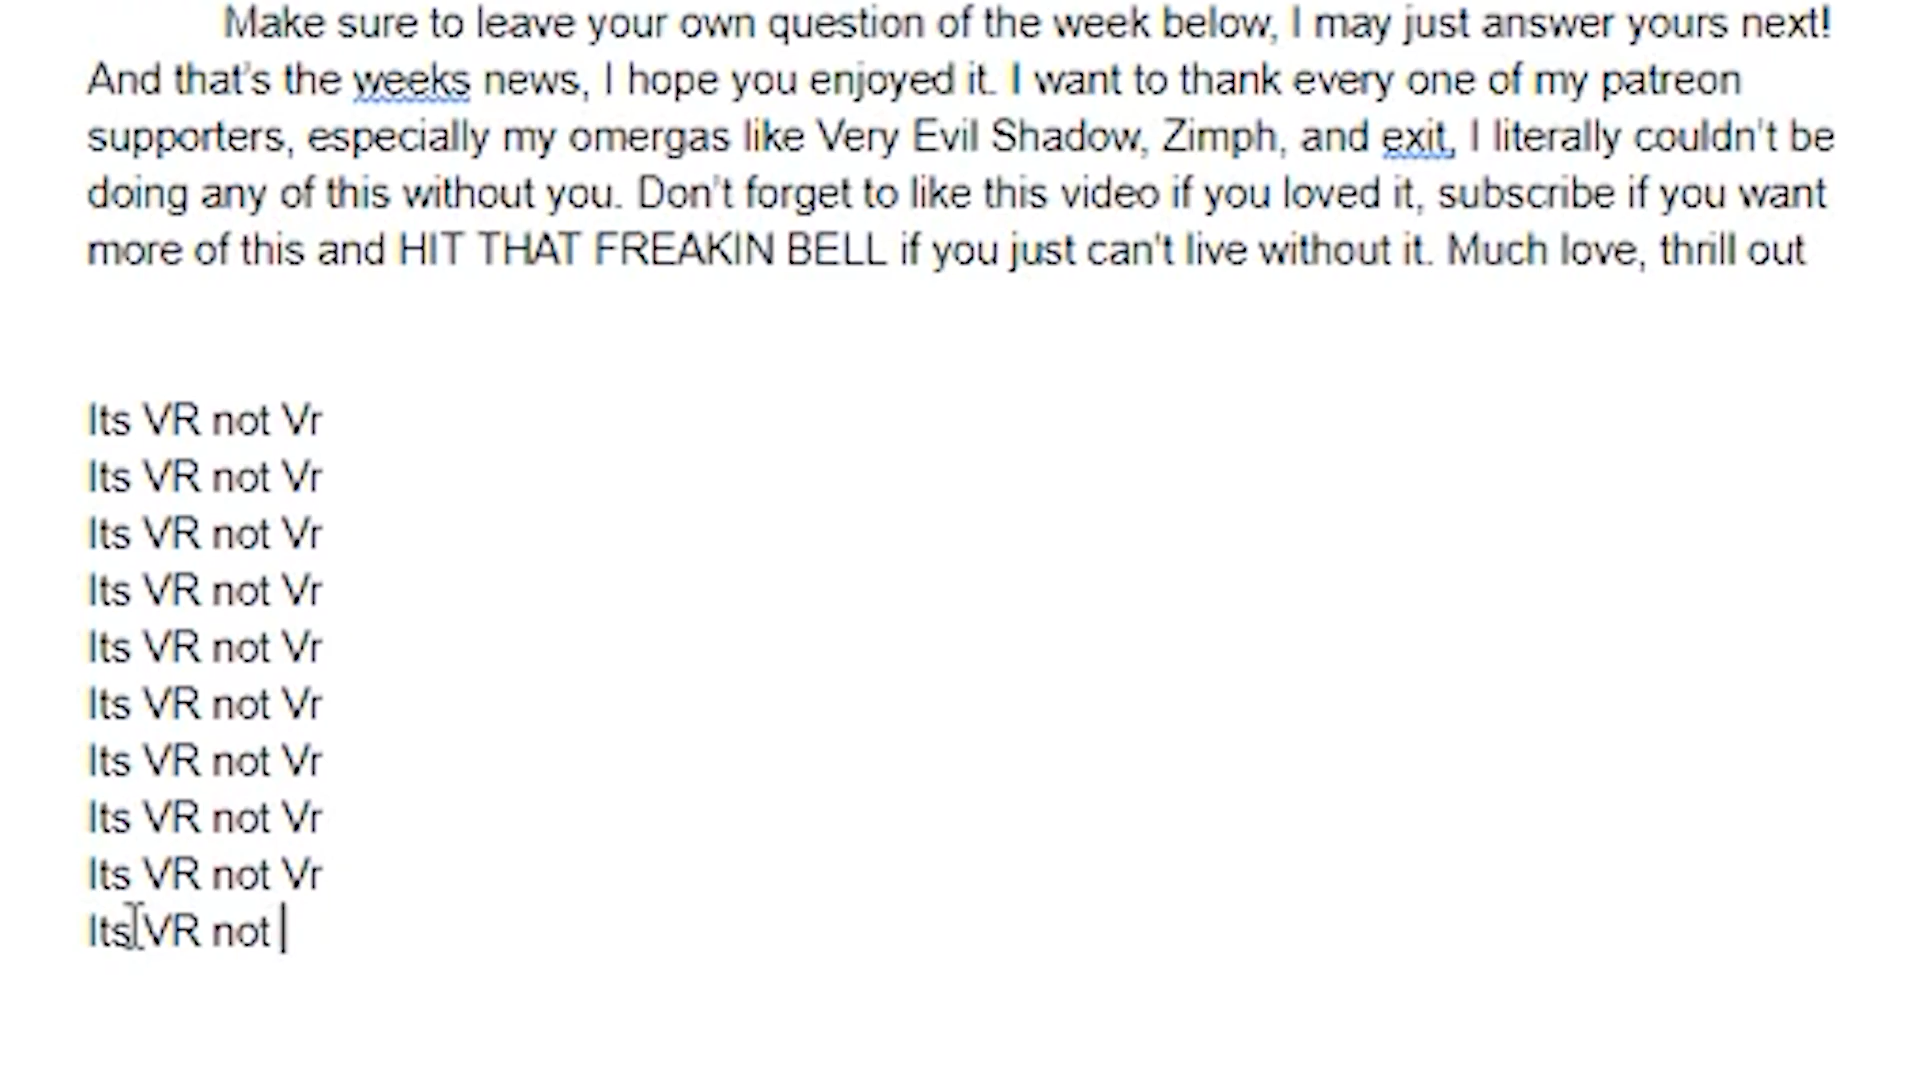 Make sure to leave your own question of the week below, I may just answer yours next!
And that's the weeks news, I hope you enjoyed it. I want to thank every one of my patreon
supporters, especially my omergas like Very Evil Shadow, Zimph, and exit, I literally couldn't be
doing any of this without you. Don't forget to like this video if you loved it, subscribe if you want
more of this and HIT THAT FREAKIN BELL if you just can't live without it. Much love, thrill out
Its VR not Vr
Its VR not Vr
Its VR not Vr
Its VR not Vr
Its VR not Vr
Its VR not Vr
Its VR not Vr
Its VR not Vr
Its VR not Vr
Its VR not